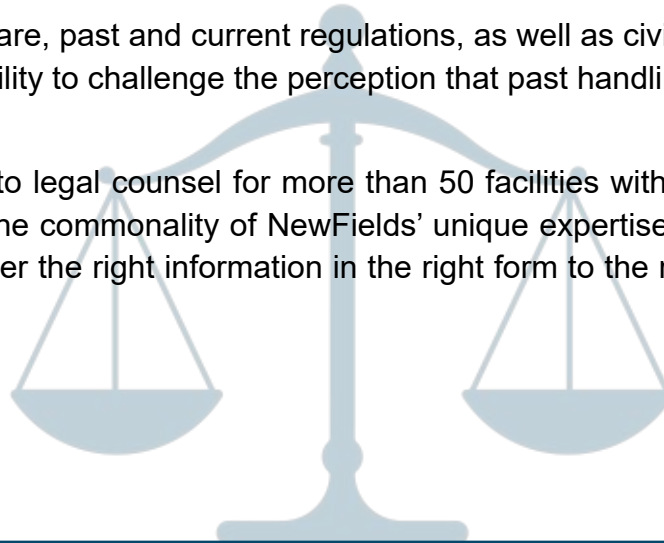 are, past and current regulations, as well as civi
ility to challenge the perception that past handli
to legal counsel for more than 50 facilities with
ne commonality of NewFields’ unique expertise
er the right information in the right form to the